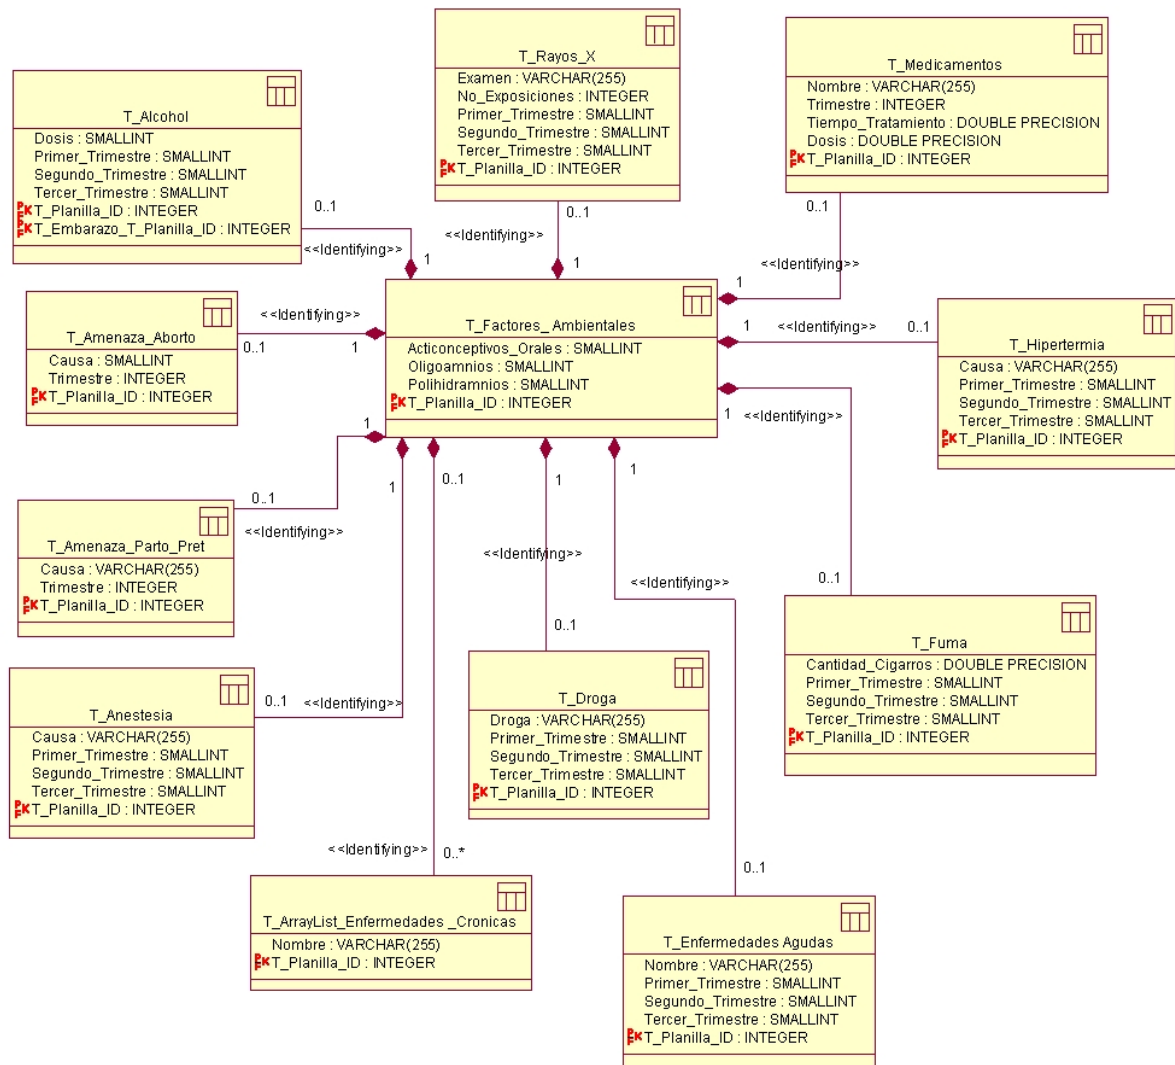 T_Rayos_X
Examen : VARCHAR(255)
No_Exposiciones : INTEGER
Primer_Trimestre : SMALLINT
Segundo_Trimestre : SMALLINT
Tercer_Trimestre : SMALLINT
PFK T_Planilla_ID : INTEGER
T_Medicamentos
Nombre : VARCHAR(255)
Trimestre : INTEGER
Tiempo_Tratamiento : DOUBLE PRECISION
Dosis : DOUBLE PRECISION
PFK T_Planilla_ID : INTEGER
T_Alcohol
Dosis : SMALLINT
Primer_Trimestre : SMALLINT
Segundo_Trimestre : SMALLINT
Tercer_Trimestre : SMALLINT
PFK T_Planilla_ID : INTEGER
PFK T_Embarazo_T_Planilla_ID : INTEGER
0..1
<<Identifying>>
1
0..1
<<Identifying>>
1
0..1
<<Identifying>>
1
T_Factores_ Ambientales
Acticonceptivos_Orales : SMALLINT
Oligoamnios : SMALLINT
Polihidramnios : SMALLINT
PFK T_Planilla_ID : INTEGER
T_Amenaza_Aborto
Causa : SMALLINT
Trimestre : INTEGER
PFK T_Planilla_ID : INTEGER
<<Identifying>>
0..1
1
1
<<Identifying>>
0..1
T_Hipertermia
Causa : VARCHAR(255)
Primer_Trimestre : SMALLINT
Segundo_Trimestre : SMALLINT
Tercer_Trimestre : SMALLINT
PFK T_Planilla_ID : INTEGER
1
<<Identifying>>
0..1
1
0..1
<<Identifying>>
T_Amenaza_Parto_Pret
Causa : VARCHAR(255)
Trimestre : INTEGER
PFK T_Planilla_ID : INTEGER
1
0..1
<<Identifying>>
T_Anestesia
Causa : VARCHAR(255)
Primer_Trimestre : SMALLINT
Segundo_Trimestre : SMALLINT
Tercer_Trimestre : SMALLINT
PFK T_Planilla_ID : INTEGER
0..1
<<Identifying>>
0..*
1
<<Identifying>>
0..1
1
<<Identifying>>
0..1
T_Droga
Droga : VARCHAR(255)
Primer_Trimestre : SMALLINT
Segundo_Trimestre : SMALLINT
Tercer_Trimestre : SMALLINT
PFK T_Planilla_ID : INTEGER
T_Fuma
Cantidad_Cigarros : DOUBLE PRECISION
Primer_Trimestre : SMALLINT
Segundo_Trimestre : SMALLINT
Tercer_Trimestre : SMALLINT
PFK T_Planilla_ID : INTEGER
T_ArrayList_Enfermedades _Cronicas
Nombre : VARCHAR(255)
PFK T_Planilla_ID : INTEGER
T_Enfermedades Agudas
Nombre : VARCHAR(255)
Primer_Trimestre : SMALLINT
Segundo_Trimestre : SMALLINT
Tercer_Trimestre : SMALLINT
PFK T_Planilla_ID : INTEGER